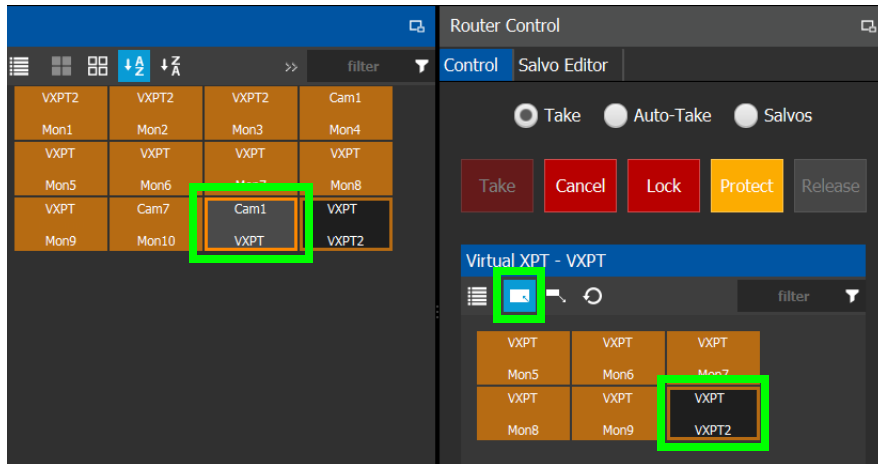 Router Control
filter
Control Salvo Editor
VXPT2 VXPT2 VXPT2 Cam1
Mon1 Mon2 Mon3 Mon4
Take Auto-Take Salvos
VXPT VXPT VXPT VXPT
Mon5 Mon6 Mon7 Mon8
Take Cancel Lock Protect Release
VXPT Cam7 Cam1 VXPT
Mon9 Mon10 VXPT VXPT2
Virtual XPT - VXPT
filter
VXPT VXPT VXPT
Mon5 Mon6 Mon7
VXPT VXPT VXPT
Mon8 Mon9 VXPT2